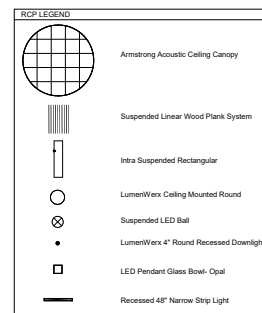 RCP LEGEND
Armstrong Acoustic Ceiling Canopy
Suspended Linear Wood Plank System
Intra Suspended Rectangular
LumenWerx Ceiling Mounted Round
Suspended LED Ball
LumenWerx 4" Round Recessed Downligh
LED Pendant Glass Bowl- Opal
Recessed 48" Narrow Strip Light